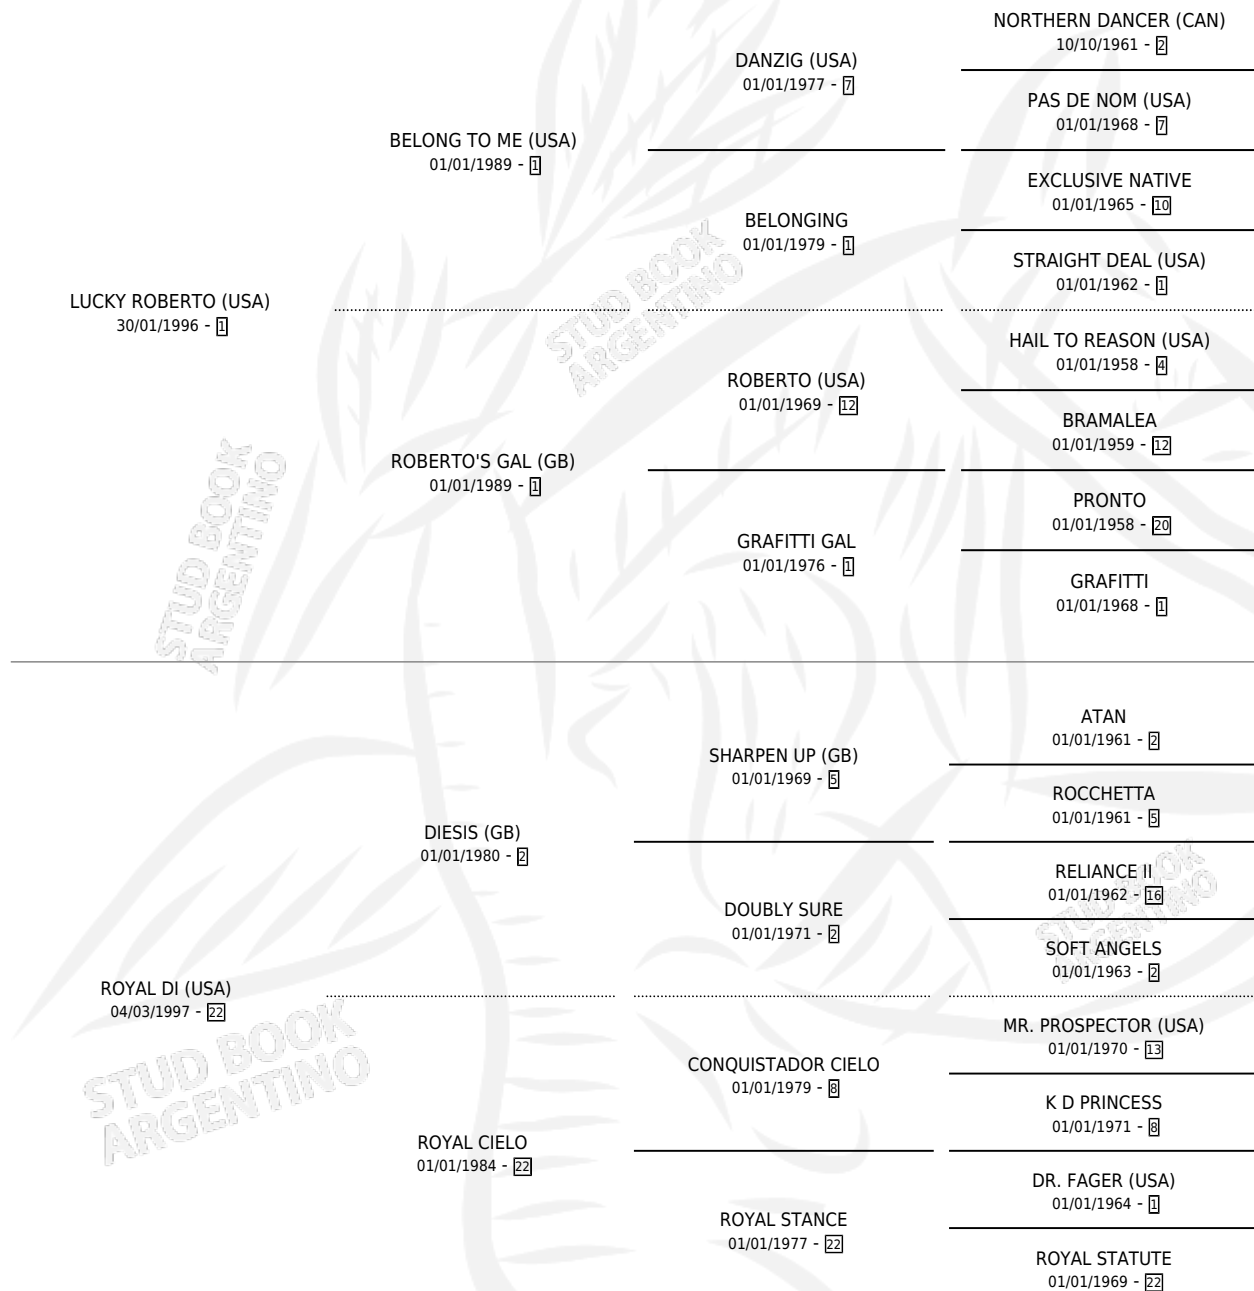 NORTHERN DANCER (CAN)
10/10/1961 - 2
DANZIG (USA)
01/01/1977 - 7
PAS DE NOM (USA)
01/01/1968 - 7
BELONG TO ME (USA)
01/01/1989 - 1
EXCLUSIVE NATIVE
01/01/1965 - 10
BELONGING
01/01/1979 - 1
STRAIGHT DEAL (USA)
01/01/1962 - 1
LUCKY ROBERTO (USA)
30/01/1996 - 1
HAIL TO REASON (USA)
01/01/1958 - 4
ROBERTO (USA)
01/01/1969 - 12
BRAMALEA
01/01/1959 - 12
ROBERTO'S GAL (GB)
01/01/1989 - 1
PRONTO
01/01/1958 - 20
GRAFITTI GAL
01/01/1976 - 1
GRAFITTI
01/01/1968 - 1
STUD BOOK
ARGENTINO
STUD BOOK
ARGENTINO
ATAN
01/01/1961 - 2
SHARPEN UP (GB)
01/01/1969 - 5
ROCCHETTA
01/01/1961 - 5
DIESIS (GB)
01/01/1980 - 2
RELIANCE II
01/01/1962 - 16
DOUBLY SURE
01/01/1971 - 2
SOFT ANGELS
01/01/1963 - 2
STUD BOOK
ARGENTINO
ROYAL DI (USA)
04/03/1997 - 22
MR. PROSPECTOR (USA)
01/01/1970 - 13
CONQUISTADOR CIELO
01/01/1979 - 8
K D PRINCESS
01/01/1971 - 8
STUD BOOK
ARGENTINO
ROYAL CIELO
01/01/1984 - 22
DR. FAGER (USA)
01/01/1964 - 1
ROYAL STANCE
01/01/1977 - 22
ROYAL STATUTE
01/01/1969 - 22